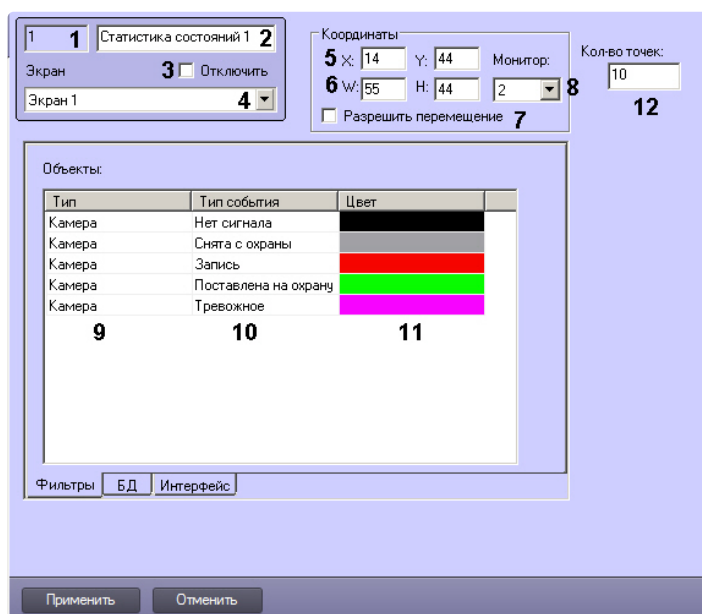 1 1 Статистика состояний 1 2
Экран 3 Отключить
Экран 1 4
Координаты
5 X: 14 Y: 44 Монитор:
6 W: 55 H: 44 2 8
Разрешить перемещение 7
Кол-во точек:
10
12
Объекты:
Тип Тип события Цвет
Камера Нет сигнала
Камера Снята с охраны
Камера Запись
Камера Поставлена на охрану
Камера Тревожное
9 10 11
Фильтры БД Интерфейс
Применить Отменить